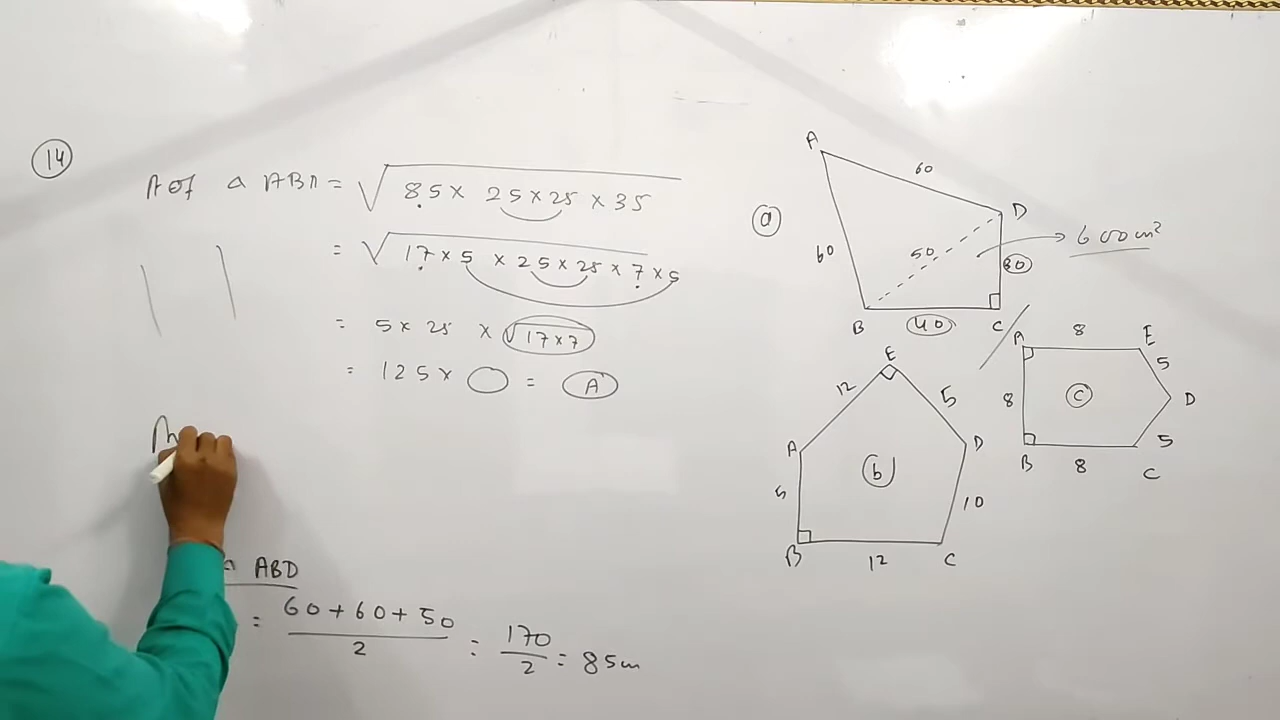 14
A of △ ABD = √85 × 25 × 25 × 35
= √17 × 5 × 25 × 25 × 7 × 5
= 5 × 25 × √17 × 7
= 125 × ◯ = A
△ ABD
= 60 + 60 + 50 / 2 = 170 / 2 = 85 cm
a
A
60
D
60
50
30
600 cm²
B
40
C
E
12
5
A
D
b
5
10
B
12
C
A
8
E
5
8
C
D
5
B
8
C